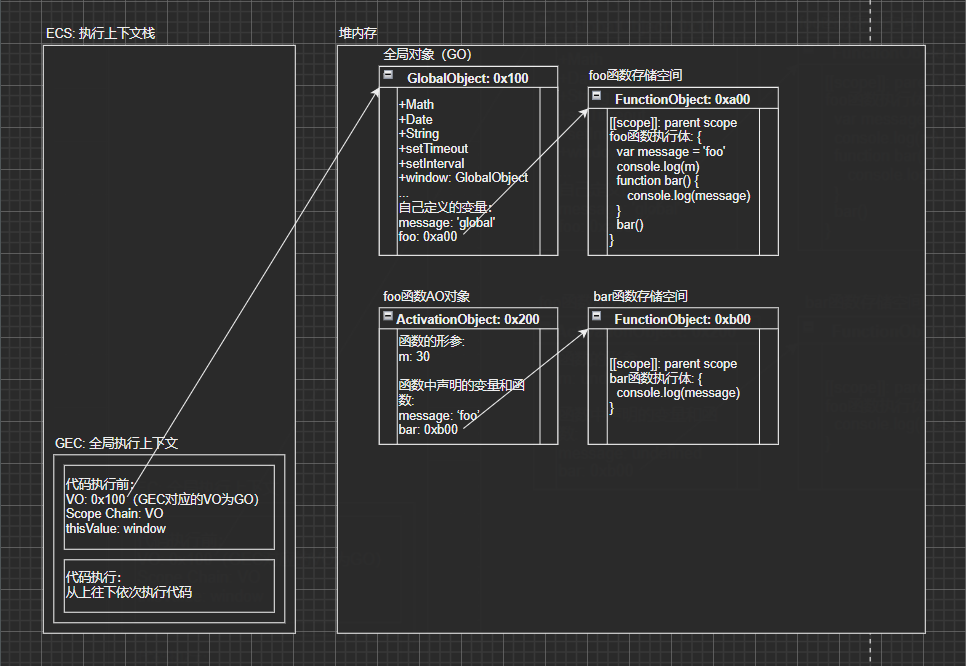 ECS: 执行上下文栈
GEC: 全局执行上下文
代码执行前:
VO: 0x100（GEC对应的VO为GO）
Scope Chain: VO
thisValue: window
代码执行:
从上往下依次执行代码
堆内存
全局对象（GO）
GlobalObject: 0x100
+Math
+Date
+String
+setTimeout
+setInterval
+window: GlobalObject
...
自己定义的变量:
message: 'global'
foo: 0xa00
foo函数存储空间
FunctionObject: 0xa00
[[scope]]: parent scope
foo函数执行体: {
var message = 'foo'
console.log(m)
function bar() {
console.log(message)
}
bar()
}
foo函数AO对象
ActivationObject: 0x200
函数的形参:
m: 30
函数中声明的变量和函
数:
message: 'foo'
bar: 0xb00
bar函数存储空间
FunctionObject: 0xb00
[[scope]]: parent scope
bar函数执行体: {
console.log(message)
}